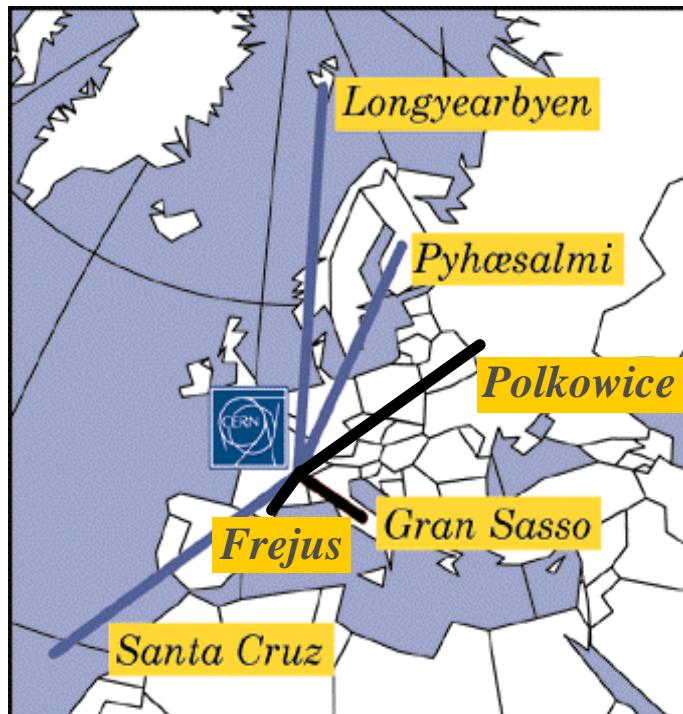 Longyearbyen
Pyhæsalmi
Polkowice
CERN
Gran Sasso
Frejus
Santa Cruz